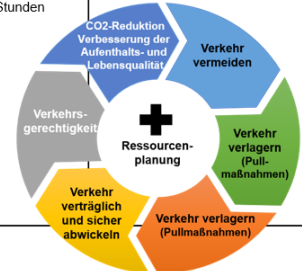 Stunden
CO2-Reduktion
Verbesserung der
Aufenthalts- und
Lebensqualität
Verkehr
vermeiden
Verkehr
verlagern
(Pull-
maßnahmen)
Verkehr verlagern
(Pullmaßnahmen)
Verkehr
verträglich
und sicher
abwickeln
Verkehrs-
gerechtigkeit
Ressourcen-
planung